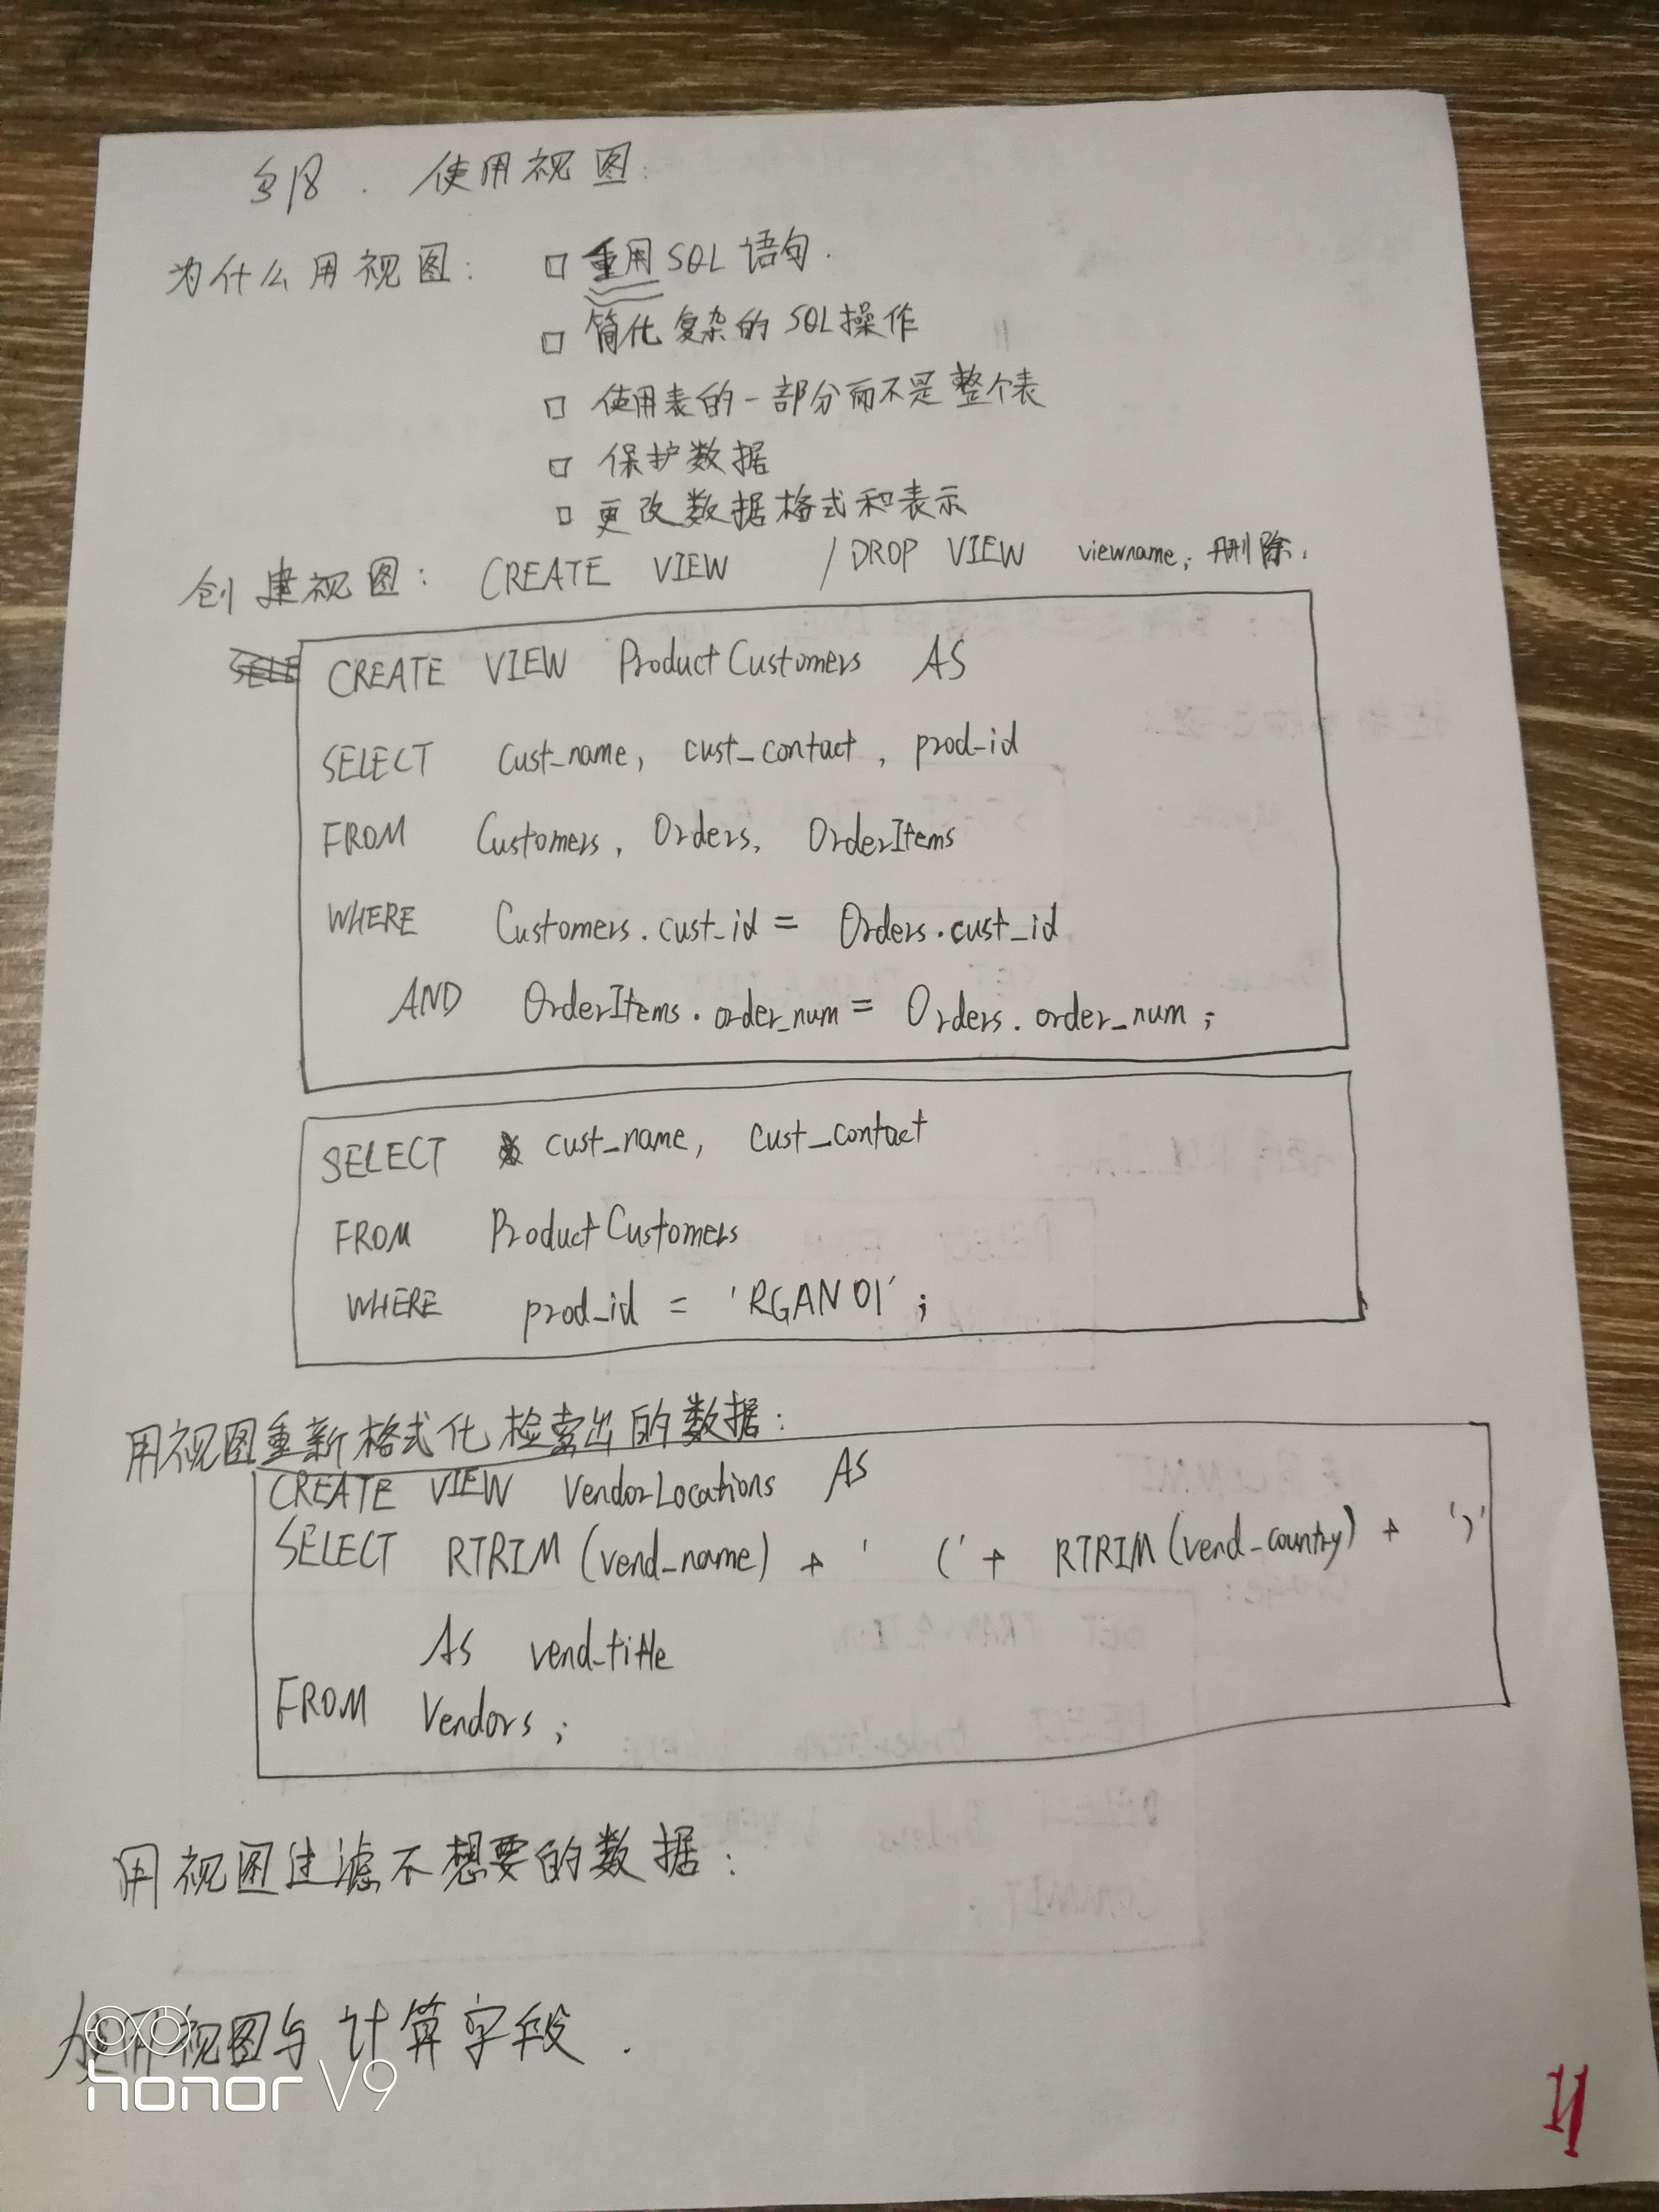 多18. 使用视图:
为什么用视图: □ 重用SQL语句.
□ 简化复杂的SQL操作
□ 使用表的一部分而不是整个表
□ 保护数据
□ 更改数据格式和表示
创建视图: CREATE VIEW / DROP VIEW viewname; 删除.
CREATE VIEW ProductCustomers AS
SELECT cust_name, cust_contact, prod_id
FROM Customers, Orders, OrderItems
WHERE Customers.cust_id = Orders.cust_id
AND OrderItems.order_num = Orders.order_num;
SELECT cust_name, cust_contact
FROM ProductCustomers
WHERE prod_id = 'RGAN01';
用视图重新格式化检索出的数据:
CREATE VIEW VendorLocations AS
SELECT RTRIM(vend_name) + ' (' + RTRIM(vend_country) + ')'
AS vend_title
FROM Vendors;
用视图过滤不想要的数据:
使用视图与计算字段.
honor V9